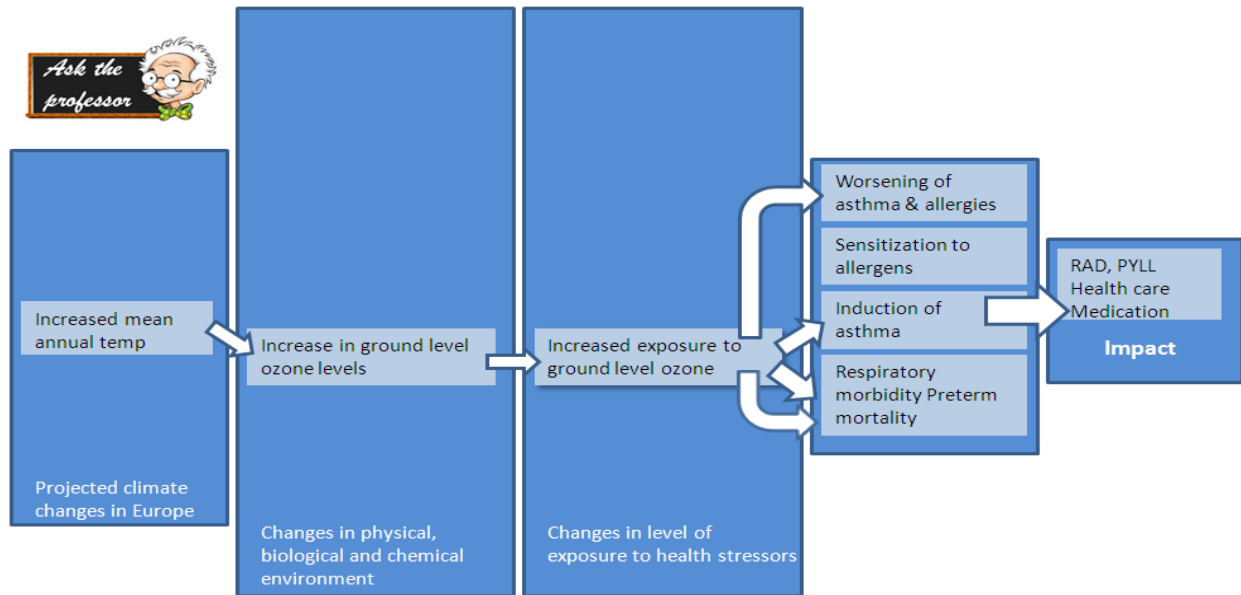 Ask the
professor
Increased mean
annual temp
Projected climate
changes in Europe
Increase in ground level
ozone levels
Changes in physical,
biological and chemical
environment
Increased exposure to
ground level ozone
Changes in level of
exposure to health stressors
Worsening of
asthma & allergies
Sensitization to
allergens
Induction of
asthma
Respiratory
morbidity Preterm
mortality
RAD, PYLL
Health care
Medication
Impact